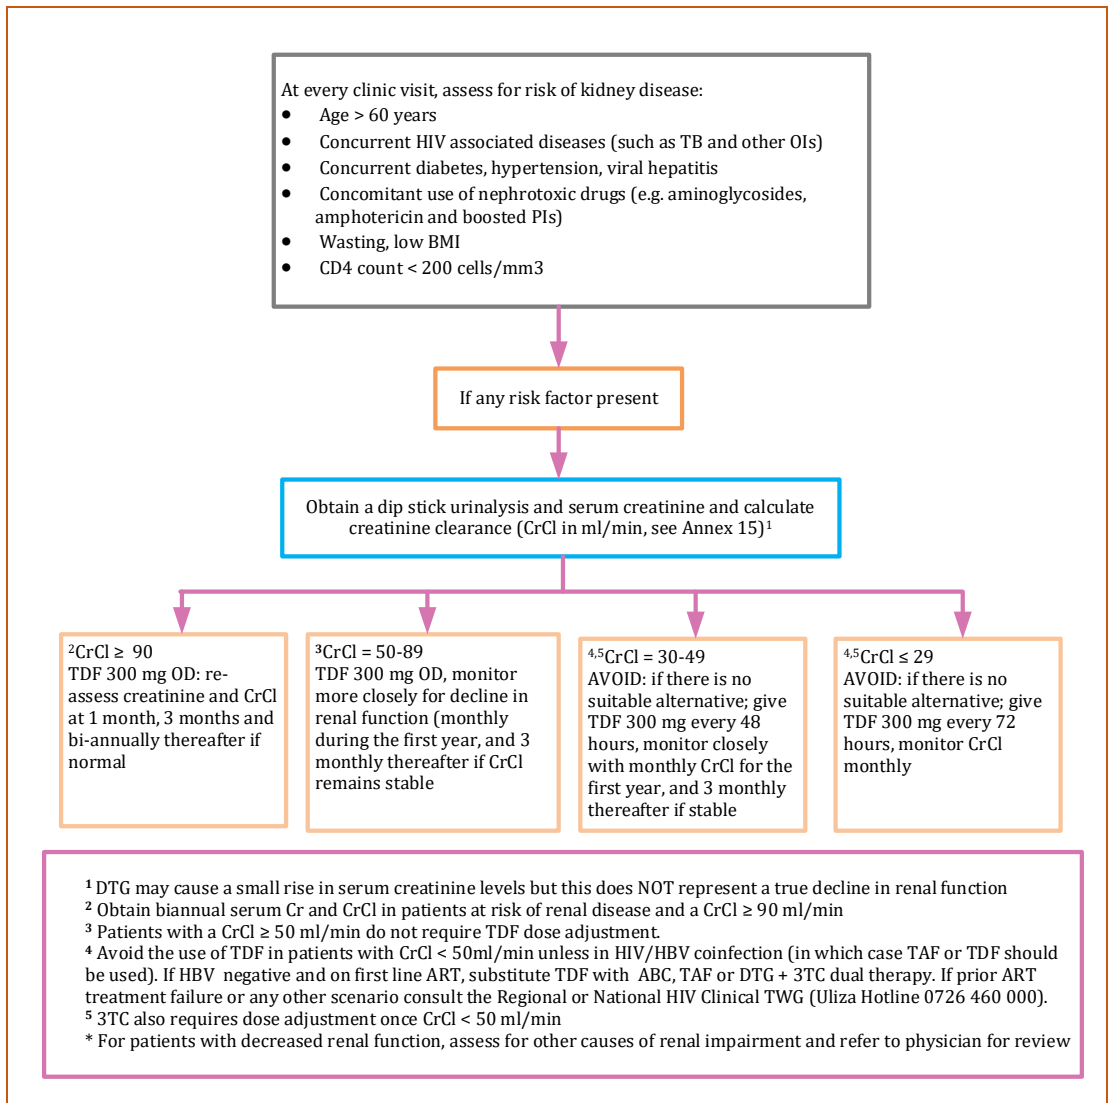 At every clinic visit, assess for risk of kidney disease:
● Age > 60 years
● Concurrent HIV associated diseases (such as TB and other OIs)
● Concurrent diabetes, hypertension, viral hepatitis
● Concomitant use of nephrotoxic drugs (e.g. aminoglycosides,
amphotericin and boosted PIs)
● Wasting, low BMI
● CD4 count < 200 cells/mm3
If any risk factor present
Obtain a dip stick urinalysis and serum creatinine and calculate
creatinine clearance (CrCl in ml/min, see Annex 15)¹
²CrCl ≥ 90
TDF 300 mg OD: re-
assess creatinine and CrCl
at 1 month, 3 months and
bi-annually thereafter if
normal
³CrCl = 50-89
TDF 300 mg OD, monitor
more closely for decline in
renal function (monthly
during the first year, and 3
monthly thereafter if CrCl
remains stable
⁴,⁵CrCl = 30-49
AVOID: if there is no
suitable alternative; give
TDF 300 mg every 48
hours, monitor closely
with monthly CrCl for the
first year, and 3 monthly
thereafter if stable
⁴,⁵CrCl ≤ 29
AVOID: if there is no
suitable alternative; give
TDF 300 mg every 72
hours, monitor CrCl
monthly
¹ DTG may cause a small rise in serum creatinine levels but this does NOT represent a true decline in renal function
² Obtain biannual serum Cr and CrCl in patients at risk of renal disease and a CrCl ≥ 90 ml/min
³ Patients with a CrCl ≥ 50 ml/min do not require TDF dose adjustment.
⁴ Avoid the use of TDF in patients with CrCl < 50ml/min unless in HIV/HBV coinfection (in which case TAF or TDF should
be used). If HBV negative and on first line ART, substitute TDF with ABC, TAF or DTG + 3TC dual therapy. If prior ART
treatment failure or any other scenario consult the Regional or National HIV Clinical TWG (Uliza Hotline 0726 460 000).
⁵ 3TC also requires dose adjustment once CrCl < 50 ml/min
* For patients with decreased renal function, assess for other causes of renal impairment and refer to physician for review